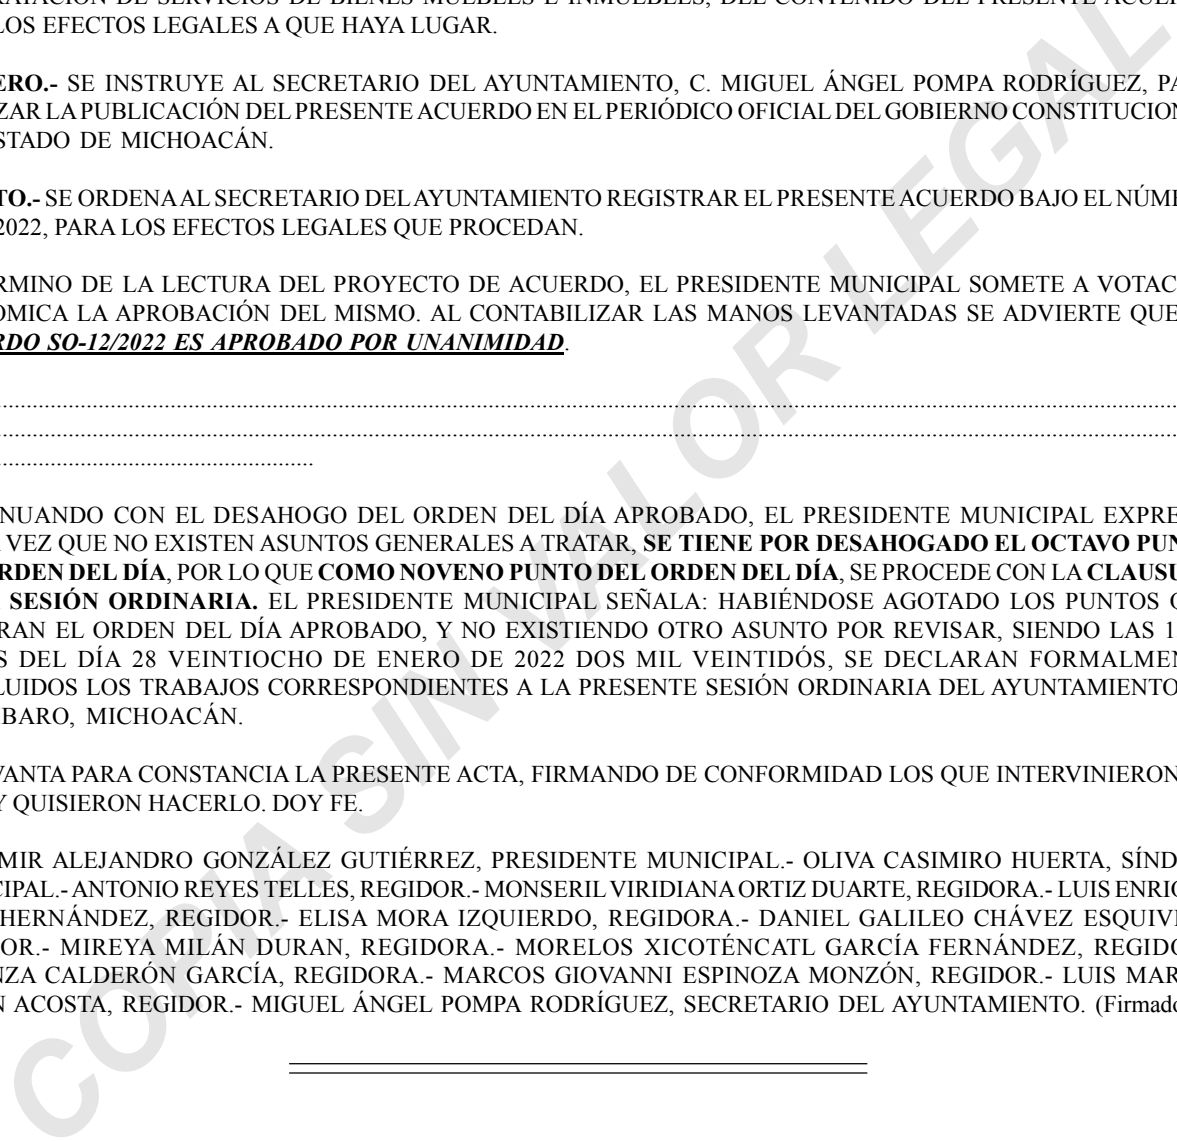 RATACIÓN DE SERVICIOS DE BIENES MUEBLES E INMUEBLES, DEL CONTENIDO DEL PRESENTE ACUER
LOS EFECTOS LEGALES A QUE HAYA LUGAR.
ERO.- SE INSTRUYE AL SECRETARIO DEL AYUNTAMIENTO, C. MIGUEL ÁNGEL POMPA RODRÍGUEZ, PA
ZAR LA PUBLICACIÓN DEL PRESENTE ACUERDO EN EL PERIÓDICO OFICIAL DEL GOBIERNO CONSTITUCION
STADO DE MICHOACÁN.
TO.- SE ORDENA AL SECRETARIO DEL AYUNTAMIENTO REGISTRAR EL PRESENTE ACUERDO BAJO EL NÚME
2022, PARA LOS EFECTOS LEGALES QUE PROCEDAN.
RMINO DE LA LECTURA DEL PROYECTO DE ACUERDO, EL PRESIDENTE MUNICIPAL SOMETE A VOTAC
OMICA LA APROBACIÓN DEL MISMO. AL CONTABILIZAR LAS MANOS LEVANTADAS SE ADVIERTE QUE
RDO SO-12/2022 ES APROBADO POR UNANIMIDAD.
NUANDO CON EL DESAHOGO DEL ORDEN DEL DÍA APROBADO, EL PRESIDENTE MUNICIPAL EXPRE
VEZ QUE NO EXISTEN ASUNTOS GENERALES A TRATAR, SE TIENE POR DESAHOGADO EL OCTAVO PUN
RDEN DEL DÍA, POR LO QUE COMO NOVENO PUNTO DEL ORDEN DEL DÍA, SE PROCEDE CON LA CLAUSU
SESIÓN ORDINARIA. EL PRESIDENTE MUNICIPAL SEÑALA: HABIÉNDOSE AGOTADO LOS PUNTOS Q
RAN EL ORDEN DEL DÍA APROBADO, Y NO EXISTIENDO OTRO ASUNTO POR REVISAR, SIENDO LAS 1
S DEL DÍA 28 VEINTIOCHO DE ENERO DE 2022 DOS MIL VEINTIDÓS, SE DECLARAN FORMALMEN
LUIDOS LOS TRABAJOS CORRESPONDIENTES A LA PRESENTE SESIÓN ORDINARIA DEL AYUNTAMIENTO
BARO, MICHOACÁN.
VANTA PARA CONSTANCIA LA PRESENTE ACTA, FIRMANDO DE CONFORMIDAD LOS QUE INTERVINIERON
Y QUISIERON HACERLO. DOY FE.
MIR ALEJANDRO GONZÁLEZ GUTIÉRREZ, PRESIDENTE MUNICIPAL.- OLIVA CASIMIRO HUERTA, SÍND
CIPAL.- ANTONIO REYES TELLES, REGIDOR.- MONSERIL VIRIDIANA ORTIZ DUARTE, REGIDORA.- LUIS ENRIQ
HERNÁNDEZ, REGIDOR.- ELISA MORA IZQUIERDO, REGIDORA.- DANIEL GALILEO CHÁVEZ ESQUIVE
OR.- MIREYA MILÁN DURAN, REGIDORA.- MORELOS XICOTÉNCATL GARCÍA FERNÁNDEZ, REGIDO
NZA CALDERÓN GARCÍA, REGIDORA.- MARCOS GIOVANNI ESPINOZA MONZÓN, REGIDOR.- LUIS MAR
N ACOSTA, REGIDOR.- MIGUEL ÁNGEL POMPA RODRÍGUEZ, SECRETARIO DEL AYUNTAMIENTO. (Firmado
COPIA SIN VALOR LEGAL